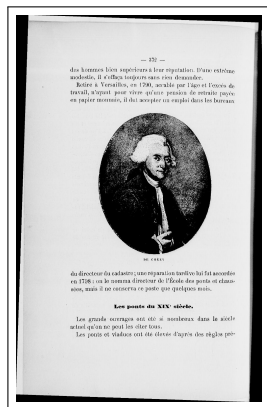 — 172 —
des hommes bien supérieurs à leur réputation. D'une extrême
modestie, il s'effaça toujours sans rien demander.
Retiré à Versailles, en 1790, accablé par l'âge et l'excès de
travail, n'ayant pour vivre qu'une pension de retraite payée
en papier monnaie, il dut accepter un emploi dans les bureaux
DE CHEZY
du directeur du cadastre ; une réparation tardive lui fut accordée
en 1798 : on le nomma directeur de l'École des ponts et chaus-
sées, mais il ne conserva ce poste que quelques mois.
Les ponts du XIXe siècle.
Les grands ouvrages ont été si nombreux dans le siècle
actuel qu'on ne peut les citer tous.
Les ponts et viaducs ont été élevés d'après des règles pré-